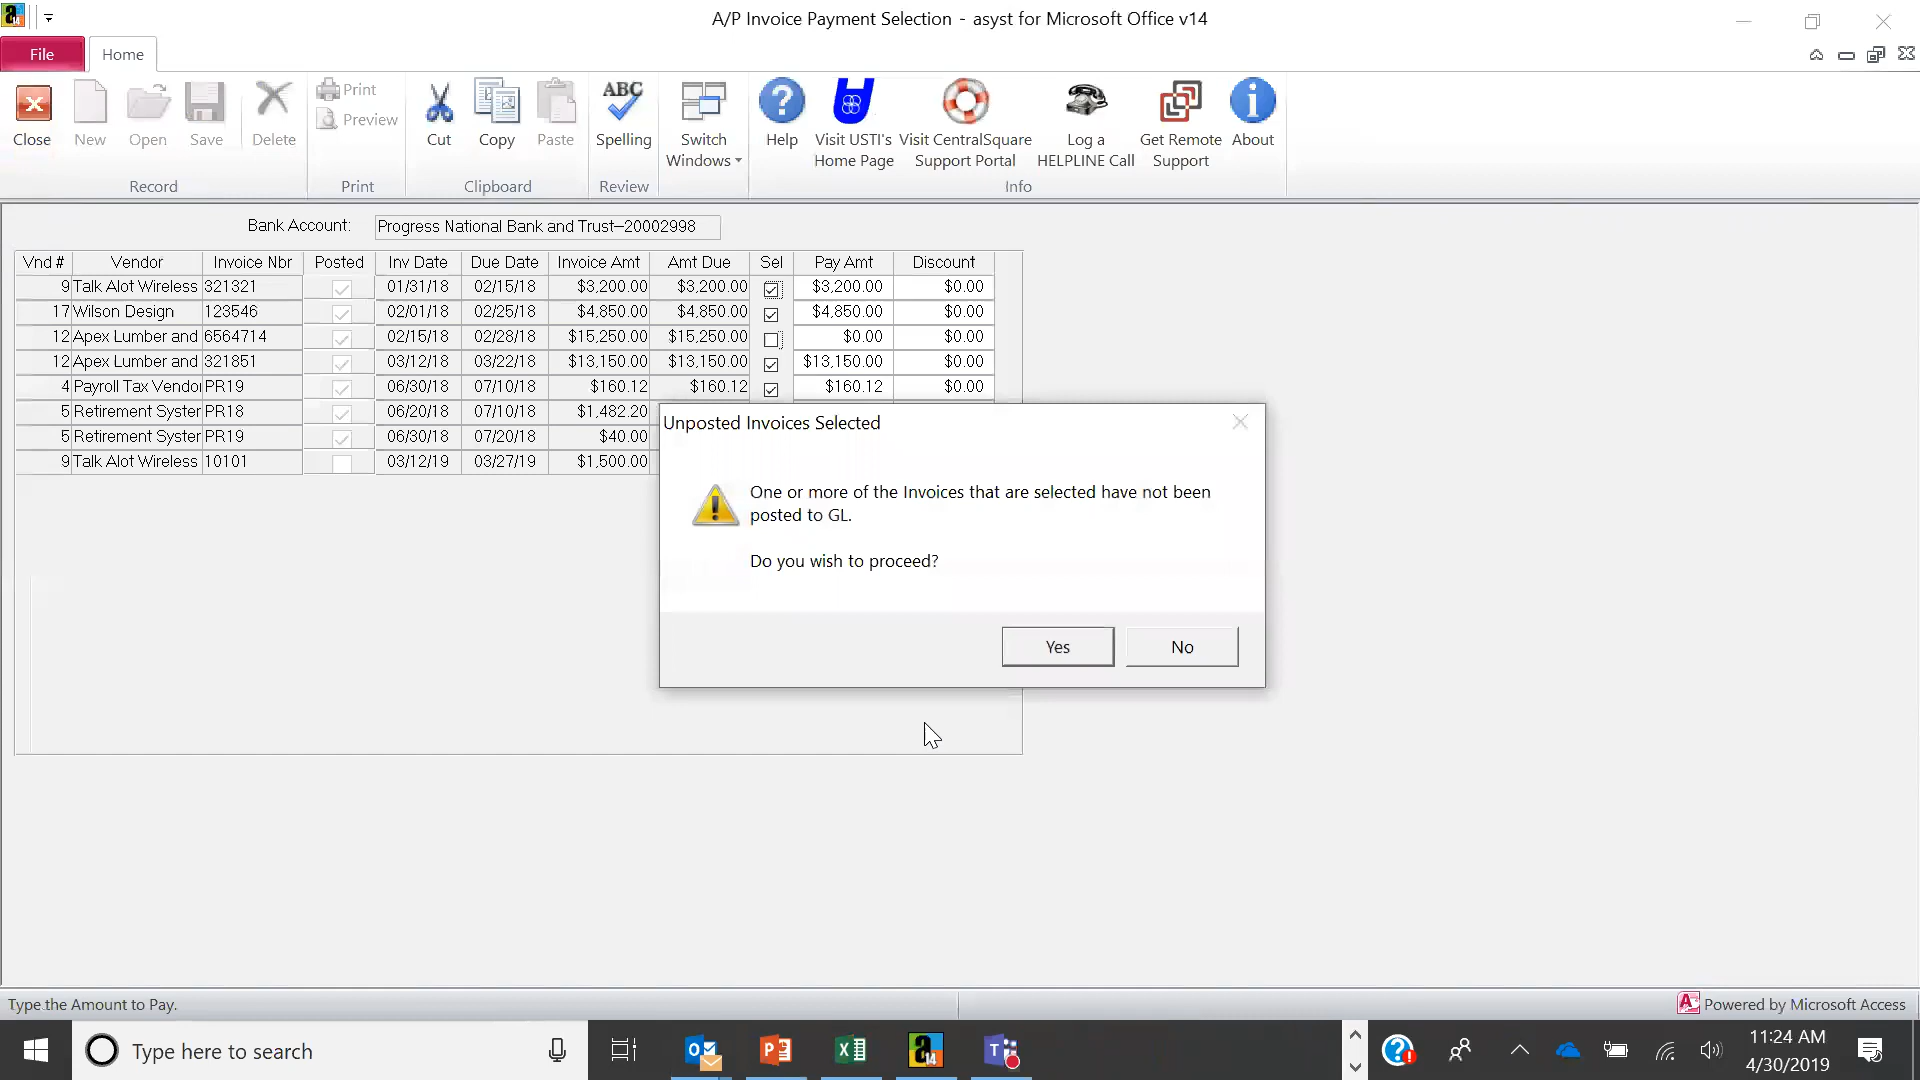 A/P Invoice Payment Selection - asyst for Microsoft Office v14
File Home
Close New Open Save Delete Print Preview Cut Copy Paste ABC Spelling Switch Windows Help Visit USTI's Home Page Visit CentralSquare Support Portal Log a HELPLINE Call Get Remote Support About
Record Print Clipboard Review Info
Bank Account: Progress National Bank and Trust--20002998
Vnd # Vendor Invoice Nbr Posted Inv Date Due Date Invoice Amt Amt Due Sel Pay Amt Discount
9 Talk Alot Wireless 321321 01/31/18 02/15/18 $3,200.00 $3,200.00 $3,200.00 $0.00
17 Wilson Design 123546 02/01/18 02/25/18 $4,850.00 $4,850.00 $4,850.00 $0.00
12 Apex Lumber and 6564714 02/15/18 02/28/18 $15,250.00 $15,250.00 $0.00 $0.00
12 Apex Lumber and 321851 03/12/18 03/22/18 $13,150.00 $13,150.00 $13,150.00 $0.00
4 Payroll Tax Vendo PR19 06/30/18 07/10/18 $160.12 $160.12 $160.12 $0.00
5 Retirement Syster PR18 06/20/18 07/10/18 $1,482.20
5 Retirement Syster PR19 06/30/18 07/20/18 $40.00
9 Talk Alot Wireless 10101 03/12/19 03/27/19 $1,500.00
Unposted Invoices Selected
One or more of the Invoices that are selected have not been
posted to GL.
Do you wish to proceed?
Yes No
Type the Amount to Pay. Powered by Microsoft Access
Type here to search
11:24 AM
4/30/2019